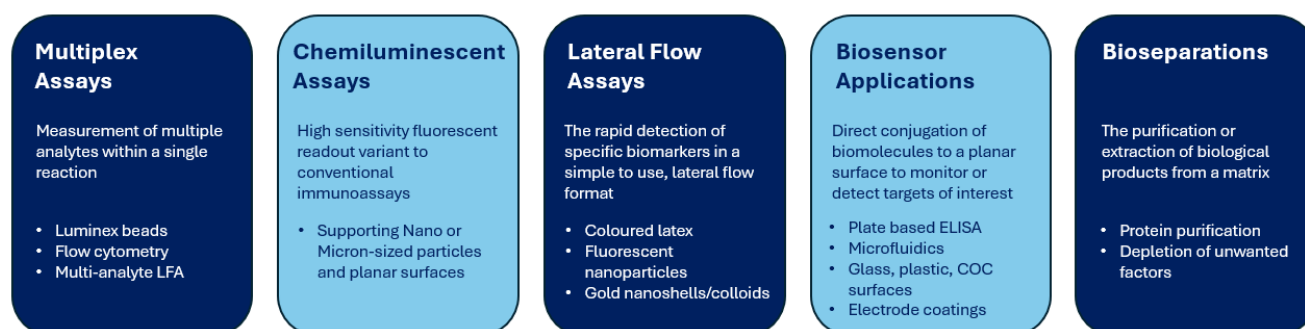 Multiplex
Assays
Measurement of multiple
analytes within a single
reaction
• Luminex beads
• Flow cytometry
• Multi-analyte LFA
Chemiluminescent
Assays
High sensitivity fluorescent
readout variant to
conventional
immunoassays
• Supporting Nano or
Micron-sized particles
and planar surfaces
Lateral Flow
Assays
The rapid detection of
specific biomarkers in a
simple to use, lateral flow
format
• Coloured latex
• Fluorescent
nanoparticles
• Gold nanoshells/colloids
Biosensor
Applications
Direct conjugation of
biomolecules to a planar
surface to monitor or
detect targets of interest
• Plate based ELISA
• Microfluidics
• Glass, plastic, COC
surfaces
• Electrode coatings
Bioseparations
The purification or
extraction of biological
products from a matrix
• Protein purification
• Depletion of unwanted
factors